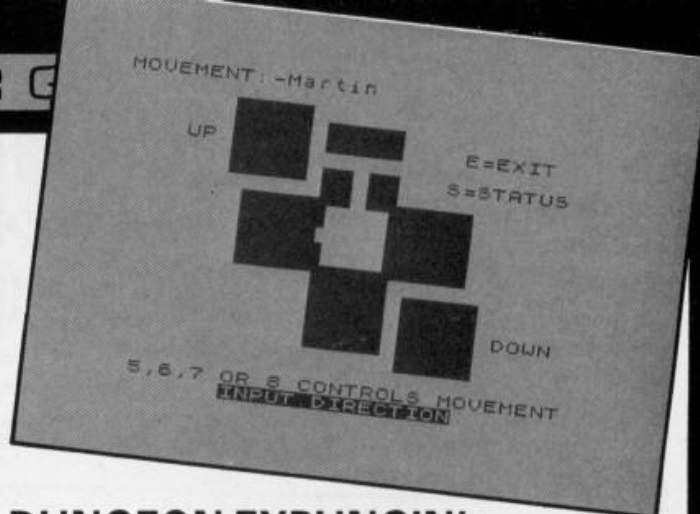 R G
MOVEMENT:-Martin
UP
E=EXIT
S=STATUS
DOWN
5,6,7 OR 8 CONTROLS MOVEMENT
INPUT DIRECTION